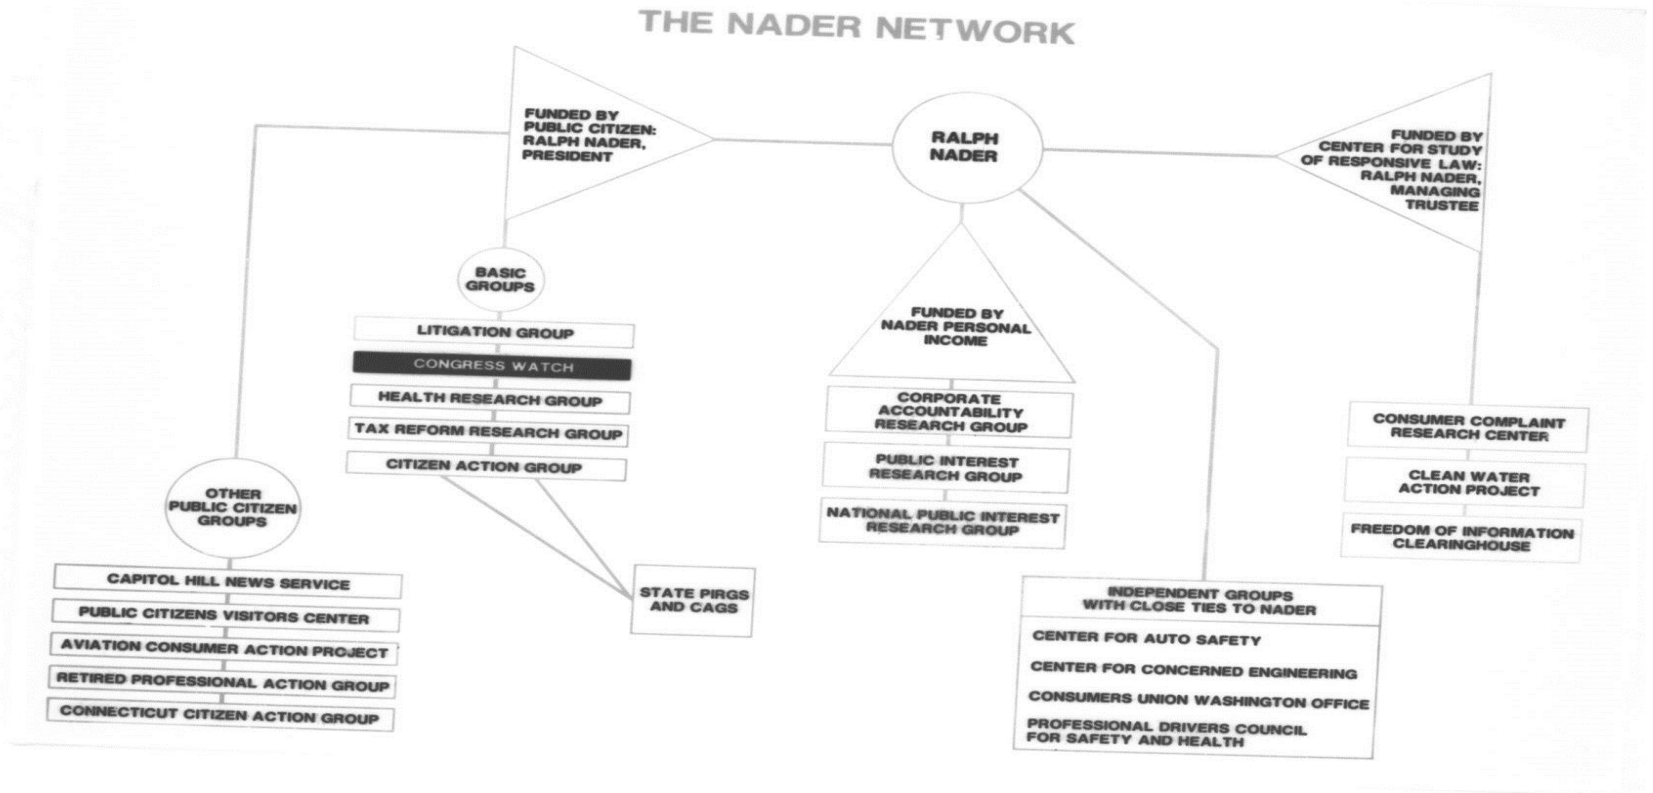 THE NADER NETWORK
FUNDED BY
PUBLIC CITIZEN:
RALPH NADER,
PRESIDENT
RALPH
NADER
FUNDED BY
CENTER FOR STUDY
OF RESPONSIVE LAW:
RALPH NADER,
MANAGING
TRUSTEE
BASIC
GROUPS
LITIGATION GROUP
CONGRESS WATCH
HEALTH RESEARCH GROUP
TAX REFORM RESEARCH GROUP
CITIZEN ACTION GROUP
STATE PIRGS
AND CAGS
OTHER
PUBLIC CITIZEN
GROUPS
CAPITOL HILL NEWS SERVICE
PUBLIC CITIZENS VISITORS CENTER
AVIATION CONSUMER ACTION PROJECT
RETIRED PROFESSIONAL ACTION GROUP
CONNECTICUT CITIZEN ACTION GROUP
FUNDED BY
NADER PERSONAL
INCOME
CORPORATE
ACCOUNTABILITY
RESEARCH GROUP
PUBLIC INTEREST
RESEARCH GROUP
NATIONAL PUBLIC INTEREST
RESEARCH GROUP
INDEPENDENT GROUPS
WITH CLOSE TIES TO NADER
CENTER FOR AUTO SAFETY
CENTER FOR CONCERNED ENGINEERING
CONSUMERS UNION WASHINGTON OFFICE
PROFESSIONAL DRIVERS COUNCIL
FOR SAFETY AND HEALTH
CONSUMER COMPLAINT
RESEARCH CENTER
CLEAN WATER
ACTION PROJECT
FREEDOM OF INFORMATION
CLEARINGHOUSE